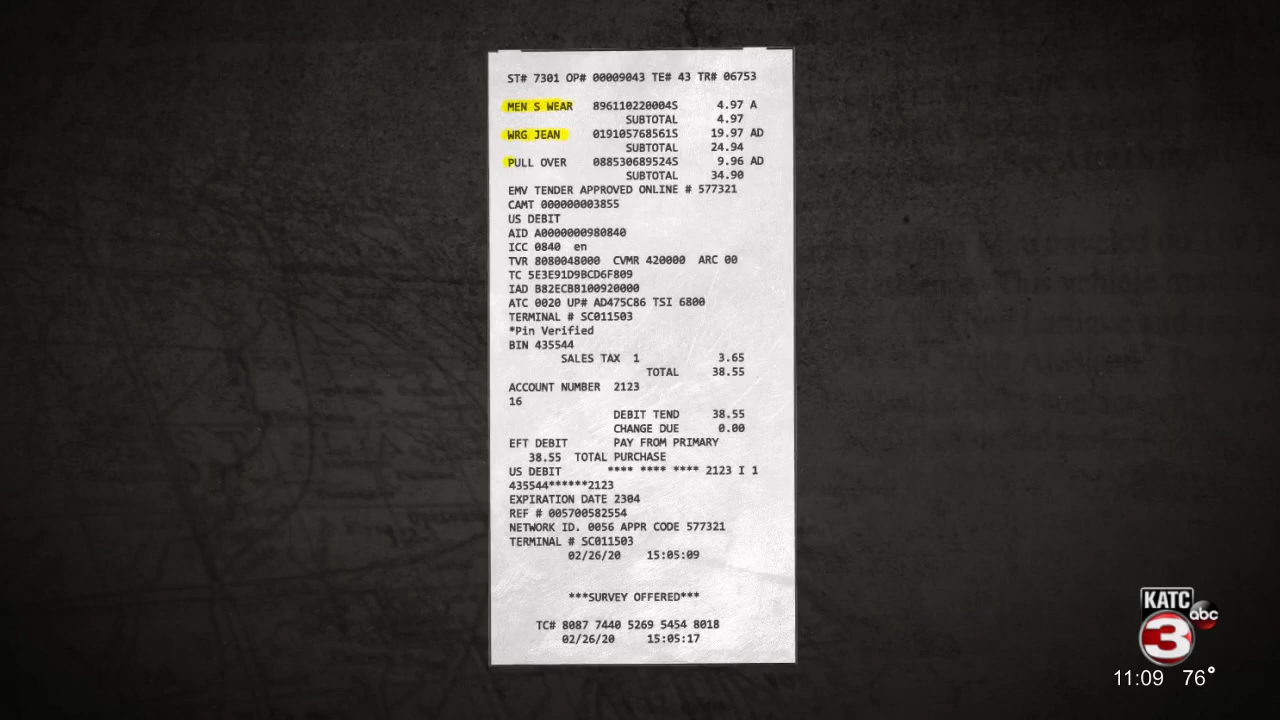 ST# 7301 OP# 00009043 TE# 43 TR# 06753
MEN S WEAR 896110220004S 4.97 A
SUBTOTAL 4.97
WRG JEAN 019105768561S 19.97 AD
SUBTOTAL 24.94
PULL OVER 088530689524S 9.96 AD
SUBTOTAL 34.90
EMV TENDER APPROVED ONLINE # 577321
CAMT 000000003855
US DEBIT
AID A0000000980840
ICC 0840 en
TVR 8080048000 CVMR 420000 ARC 00
TC 5E3E91D9BCD6F809
IAD B82ECBB100920000
ATC 0020 UP# AD475C86 TSI 6800
TERMINAL # SC011503
*Pin Verified
BIN 435544
SALES TAX 1 3.65
TOTAL 38.55
ACCOUNT NUMBER 2123
16
DEBIT TEND 38.55
CHANGE DUE 0.00
EFT DEBIT PAY FROM PRIMARY
38.55 TOTAL PURCHASE
US DEBIT **** **** **** 2123 I 1
435544******2123
EXPIRATION DATE 2304
REF # 005700582554
NETWORK ID. 0056 APPR CODE 577321
TERMINAL # SC011503
02/26/20 15:05:09
***SURVEY OFFERED***
TC# 8087 7440 5269 5454 8018
02/26/20 15:05:17
KATC
abc
3
11:09 76°